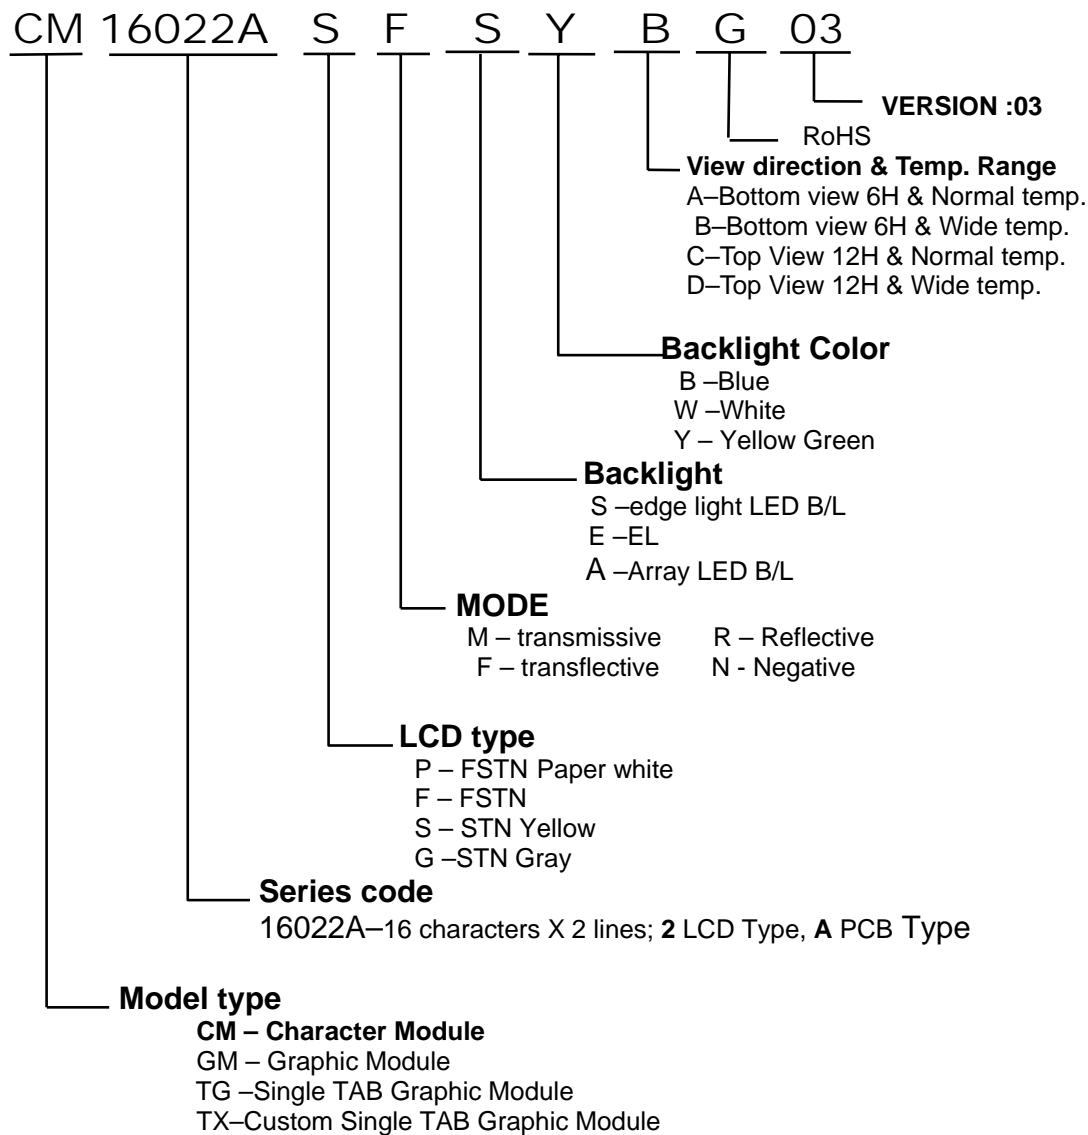 CM 16022A S F S Y B G 03
VERSION :03
RoHS
View direction & Temp. Range
A–Bottom view 6H & Normal temp.
B–Bottom view 6H & Wide temp.
C–Top View 12H & Normal temp.
D–Top View 12H & Wide temp.
Backlight Color
B –Blue
W –White
Y – Yellow Green
Backlight
S –edge light LED B/L
E –EL
A –Array LED B/L
MODE
M – transmissive R – Reflective
F – transflective N - Negative
LCD type
P – FSTN Paper white
F – FSTN
S – STN Yellow
G –STN Gray
Series code
16022A–16 characters X 2 lines; 2 LCD Type, A PCB Type
Model type
CM – Character Module
GM – Graphic Module
TG –Single TAB Graphic Module
TX–Custom Single TAB Graphic Module